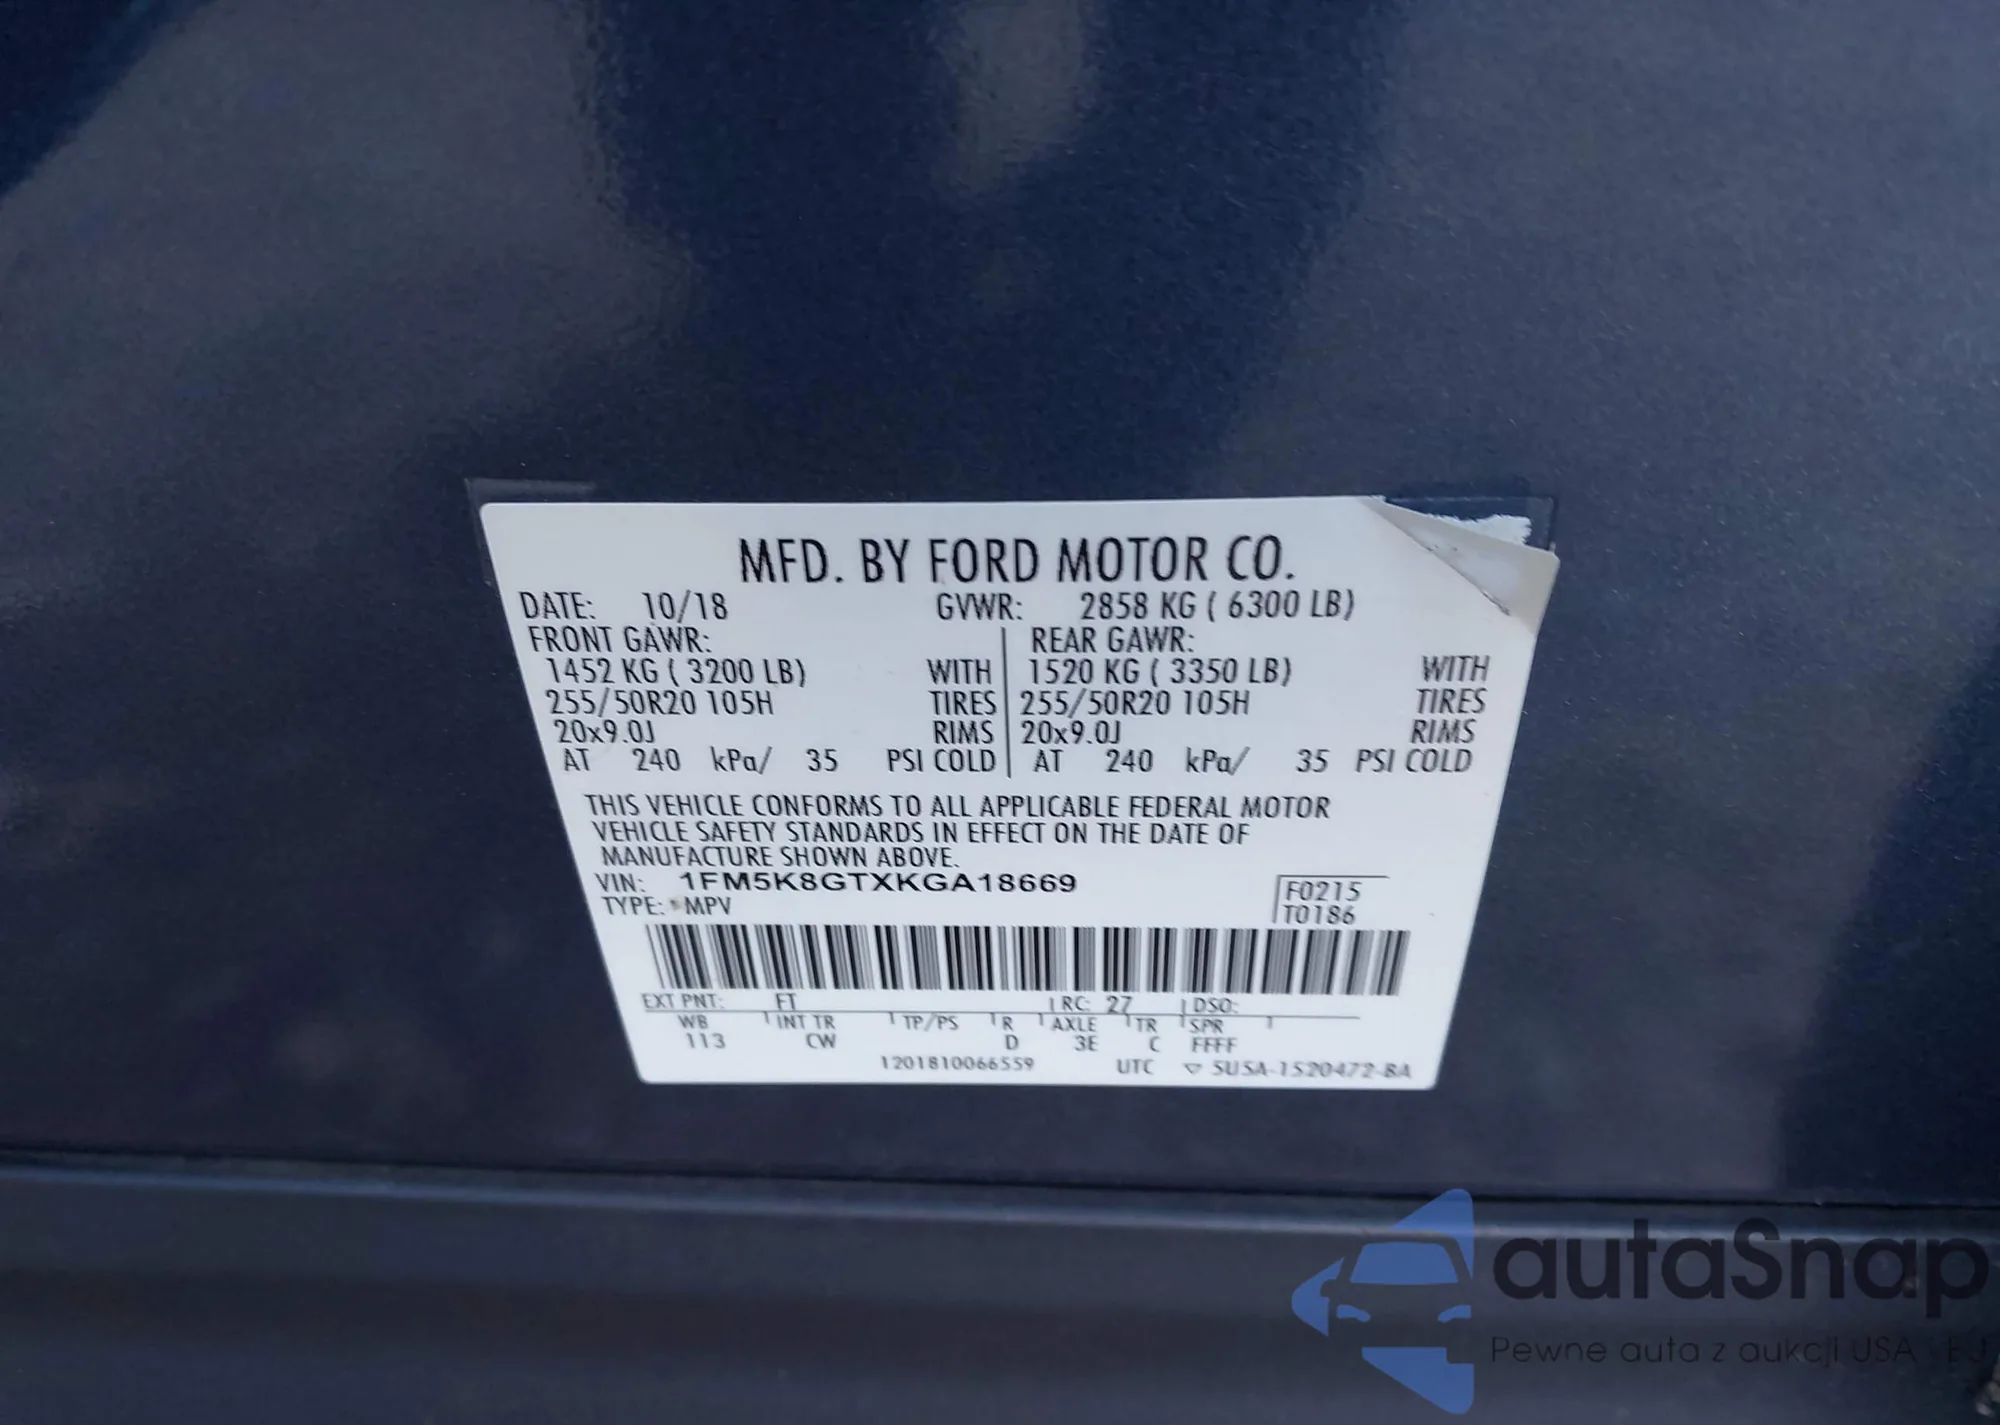 MFD. BY FORD MOTOR CO.
DATE: 10/18 GVWR: 2858 KG ( 6300 LB)
FRONT GAWR: REAR GAWR:
1452 KG ( 3200 LB) WITH 1520 KG ( 3350 LB) WITH
255/50R20 105H TIRES 255/50R20 105H TIRES
20x9.0J RIMS 20x9.0J RIMS
AT 240 kPa/ 35 PSI COLD AT 240 kPa/ 35 PSI COLD
THIS VEHICLE CONFORMS TO ALL APPLICABLE FEDERAL MOTOR
VEHICLE SAFETY STANDARDS IN EFFECT ON THE DATE OF
MANUFACTURE SHOWN ABOVE.
VIN: 1FM5K8GTXKGA18669 F0215
TYPE: MPV T0186
EXT PNT: FT RC: 27 DSO:
WB INT TR TP/PS R AXLE TR SPR
113 CW D 3E C FFFF
1201810066559 UTC ▽ 5U5A-1520472-BA
autaSnap
Pewne auta z aukcji USA i EU